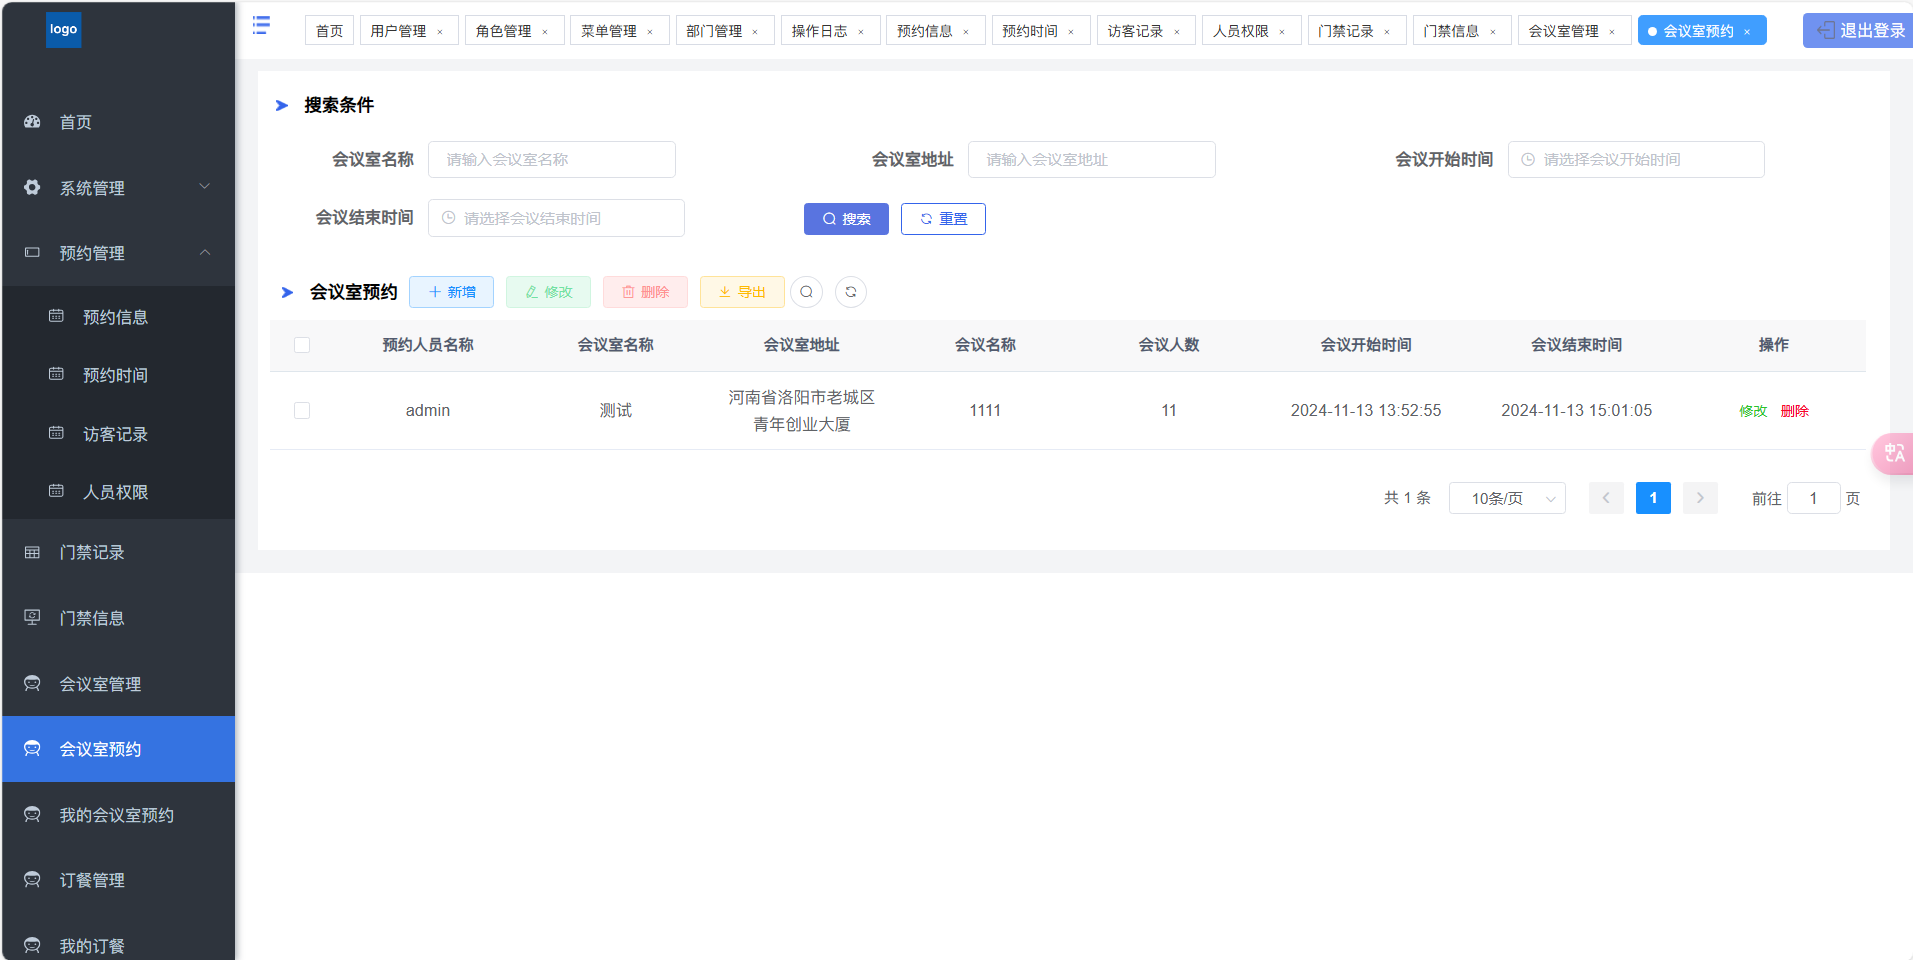 logo
首页
系统管理
预约管理
预约信息
预约时间
访客记录
人员权限
门禁记录
门禁信息
会议室管理
会议室预约
我的会议室预约
订餐管理
我的订餐
首页 用户管理 × 角色管理 × 菜单管理 × 部门管理 × 操作日志 × 预约信息 × 预约时间 × 访客记录 × 人员权限 × 门禁记录 × 门禁信息 × 会议室管理 × 会议室预约 × 退出登录
搜索条件
会议室名称 请输入会议室名称 会议室地址 请输入会议室地址 会议开始时间 请选择会议开始时间
会议结束时间 请选择会议结束时间 搜索 重置
会议室预约 新增 修改 删除 导出
预约人员名称 会议室名称 会议室地址 会议名称 会议人数 会议开始时间 会议结束时间 操作
admin 测试 河南省洛阳市老城区 1111 11 2024-11-13 13:52:55 2024-11-13 15:01:05 修改 删除
青年创业大厦
共 1 条 10条/页 1 前往 1 页
中A